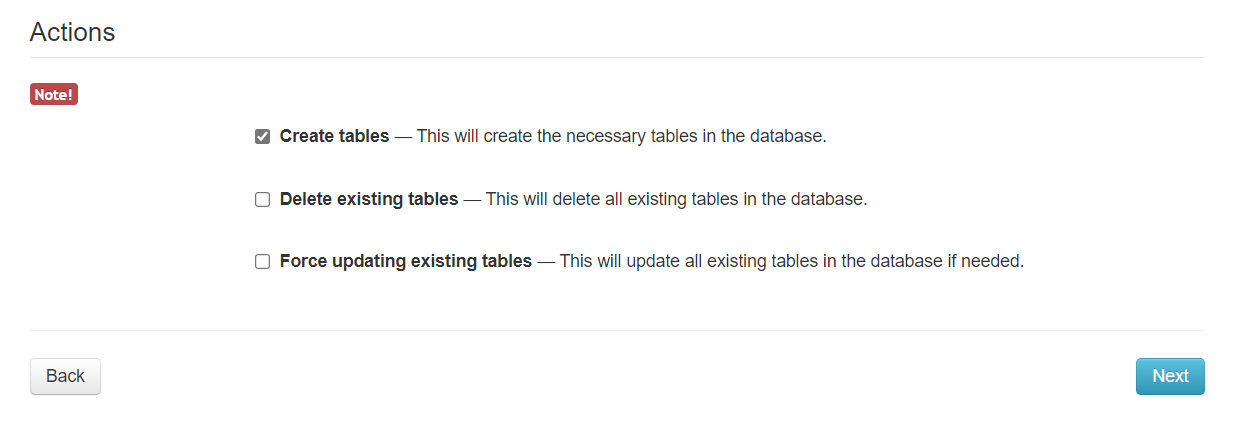 Actions
Note!
Create tables — This will create the necessary tables in the database.
Delete existing tables — This will delete all existing tables in the database.
Force updating existing tables — This will update all existing tables in the database if needed.
Back
Next